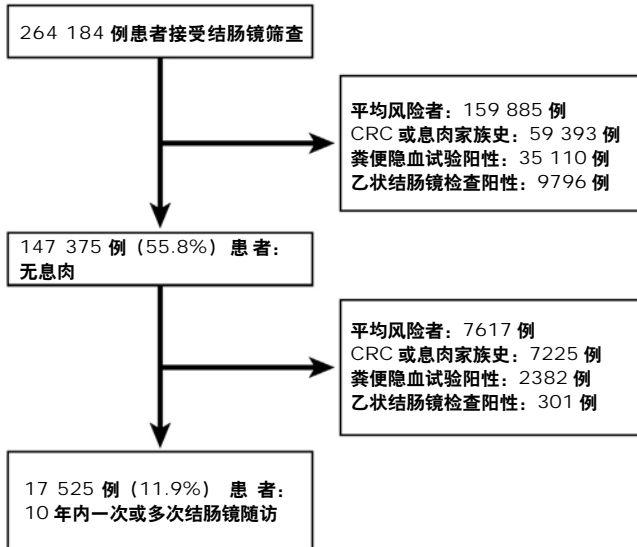 264 184 例患者接受结肠镜筛查
平均风险者：159 885 例
CRC 或息肉家族史：59 393 例
粪便隐血试验阳性：35 110 例
乙状结肠镜检查阳性：9796 例
147 375 例（55.8%）患者：
无息肉
平均风险者：7617 例
CRC 或息肉家族史：7225 例
粪便隐血试验阳性：2382 例
乙状结肠镜检查阳性：301 例
17 525 例（11.9%）患者：
10 年内一次或多次结肠镜随访